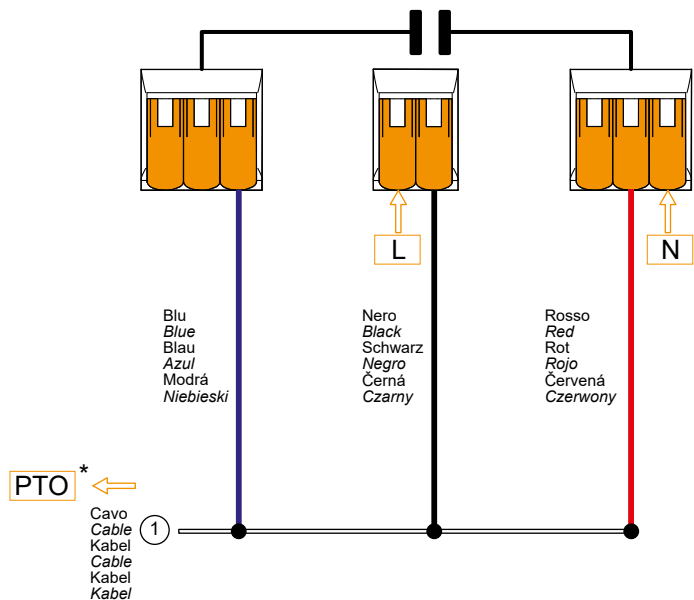 L
N
Blu
Blue
Blau
Azul
Modrá
Niebieski
Nero
Black
Schwarz
Negro
Černá
Czarny
Rosso
Red
Rot
Rojo
Červená
Czerwony
PTO *
Cavo
Cable
Kabel
Cable
Kabel
Kabel
1